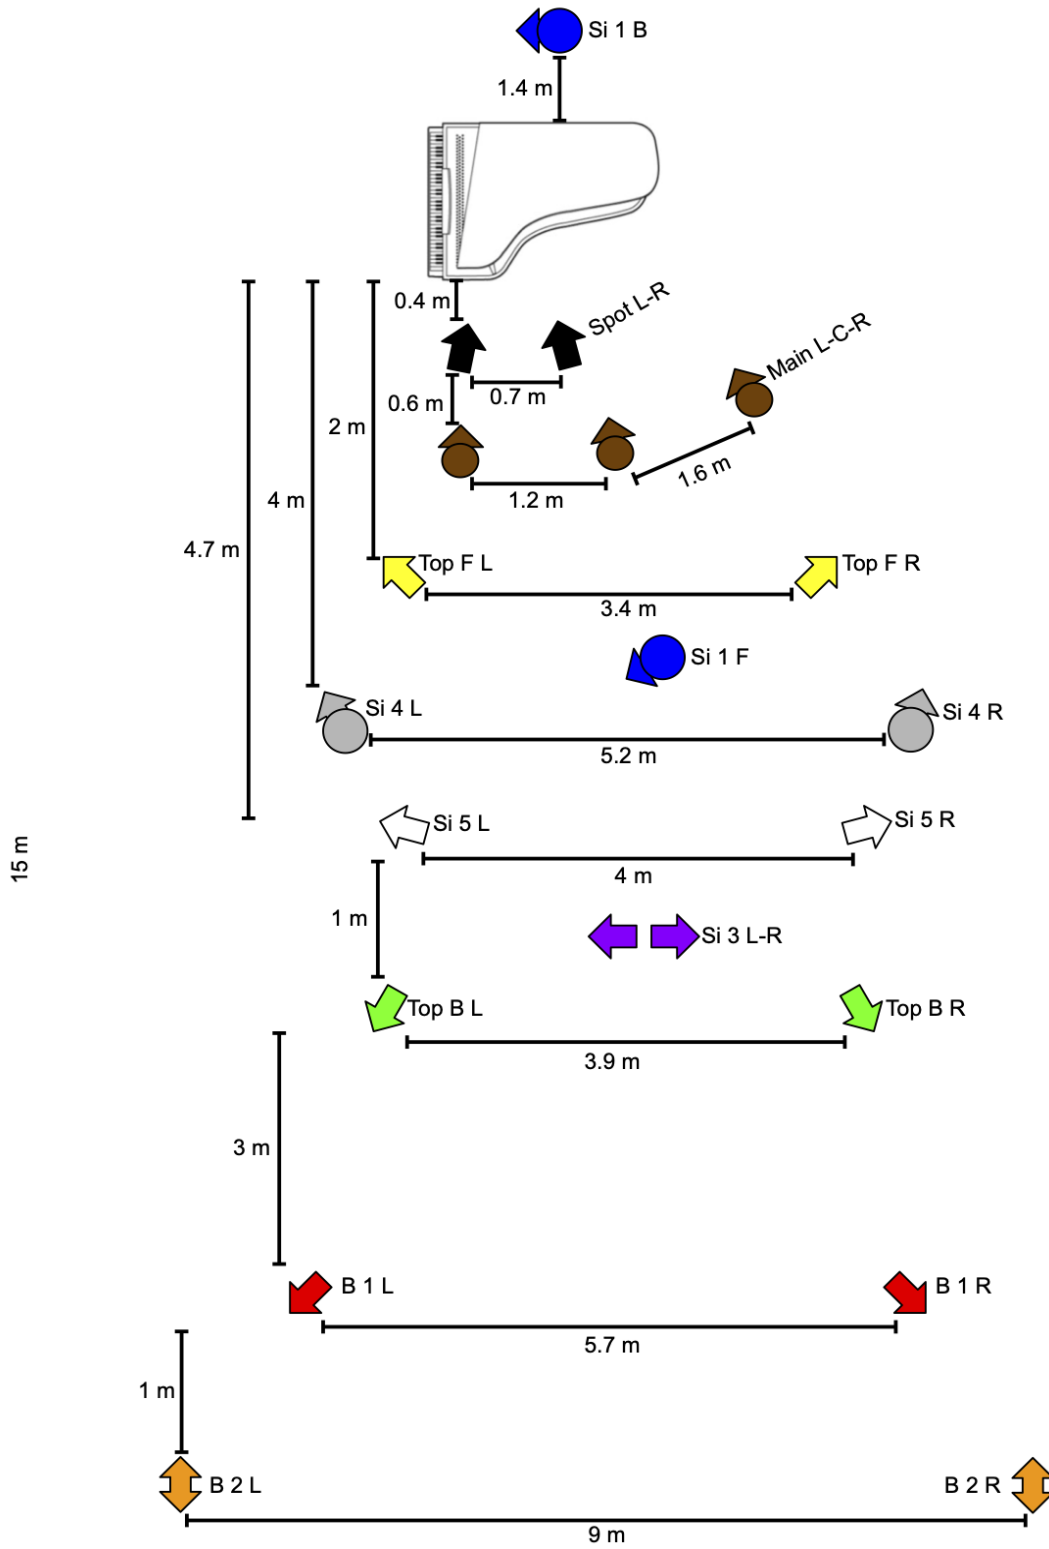 Si 1 B
1.4 m
0.4 m
Spot L-R
Main L-C-R
0.6 m
0.7 m
2 m
1.6 m
4 m
1.2 m
4.7 m
Top F L
Top F R
3.4 m
Si 1 F
Si 4 L
Si 4 R
5.2 m
Si 5 L
Si 5 R
15 m
4 m
1 m
Si 3 L-R
Top B L
Top B R
3.9 m
3 m
B 1 L
B 1 R
5.7 m
1 m
B 2 L
B 2 R
9 m